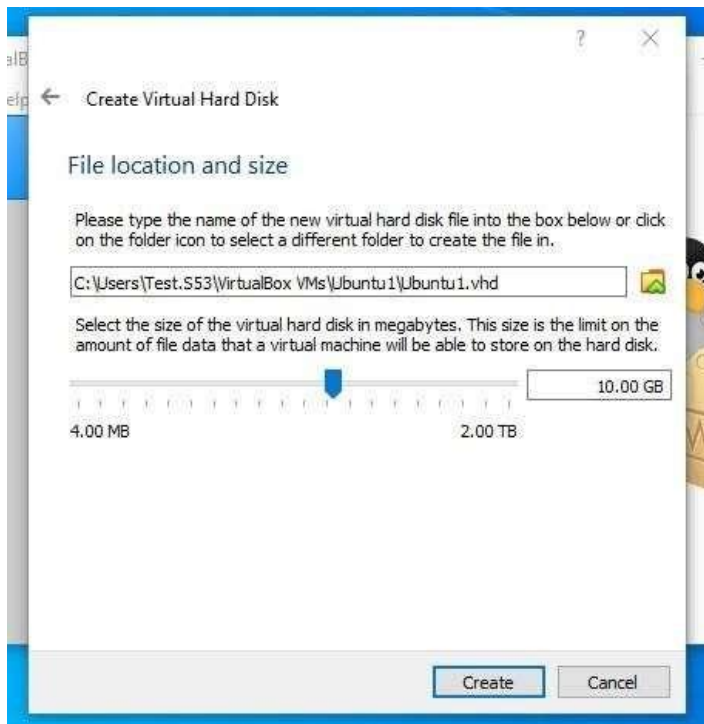 ?
alB
elp
Create Virtual Hard Disk
File location and size
Please type the name of the new virtual hard disk file into the box below or click
on the folder icon to select a different folder to create the file in.
C:\Users\Test.S53\VirtualBox VMs\Ubuntu1\Ubuntu1.vhd
Select the size of the virtual hard disk in megabytes. This size is the limit on the
amount of file data that a virtual machine will be able to store on the hard disk.
10.00 GB
4.00 MB 2.00 TB
Create Cancel